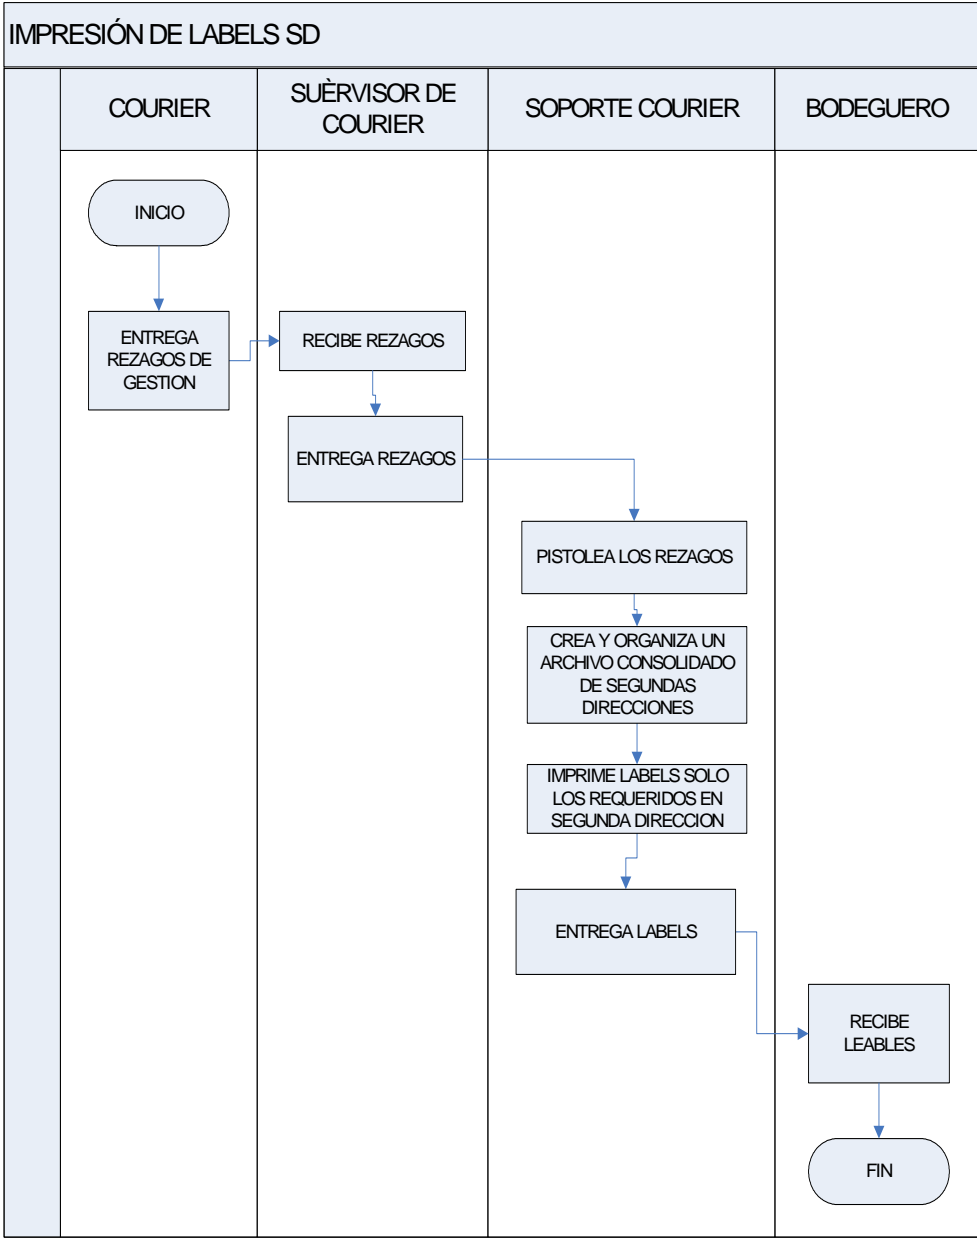 IMPRESIÓN DE LABELS SD
COURIER
SUÈRVISOR DE
COURIER
SOPORTE COURIER
BODEGUERO
INICIO
ENTREGA
REZAGOS DE
GESTION
RECIBE REZAGOS
ENTREGA REZAGOS
PISTOLEA LOS REZAGOS
CREA Y ORGANIZA UN
ARCHIVO CONSOLIDADO
DE SEGUNDAS
DIRECCIONES
IMPRIME LABELS SOLO
LOS REQUERIDOS EN
SEGUNDA DIRECCION
ENTREGA LABELS
RECIBE
LEABLES
FIN